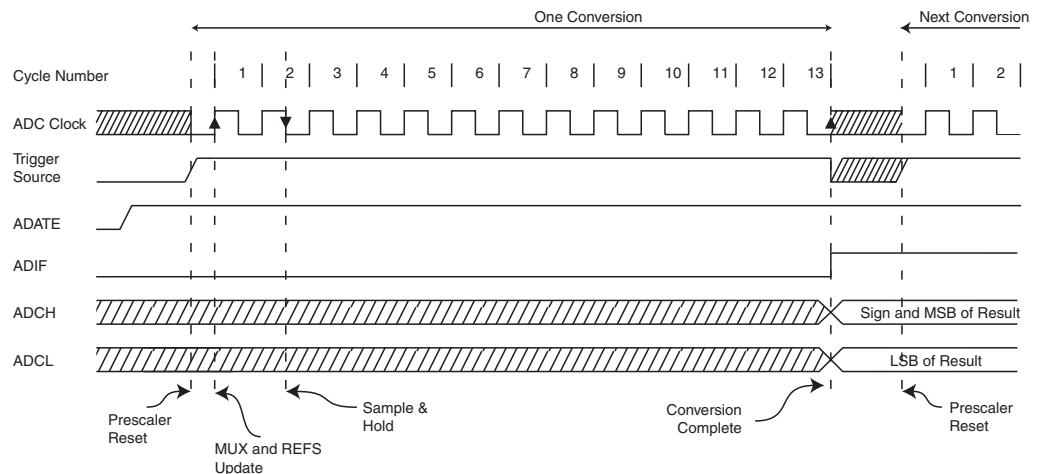 One Conversion
Next Conversion
Cycle Number
1 2 3 4 5 6 7 8 9 10 11 12 13 1 2
ADC Clock
Trigger
Source
ADATE
ADIF
ADCH
Sign and MSB of Result
ADCL
LSB of Result
Prescaler
Reset
MUX and REFS
Update
Sample &
Hold
Conversion
Complete
Prescaler
Reset